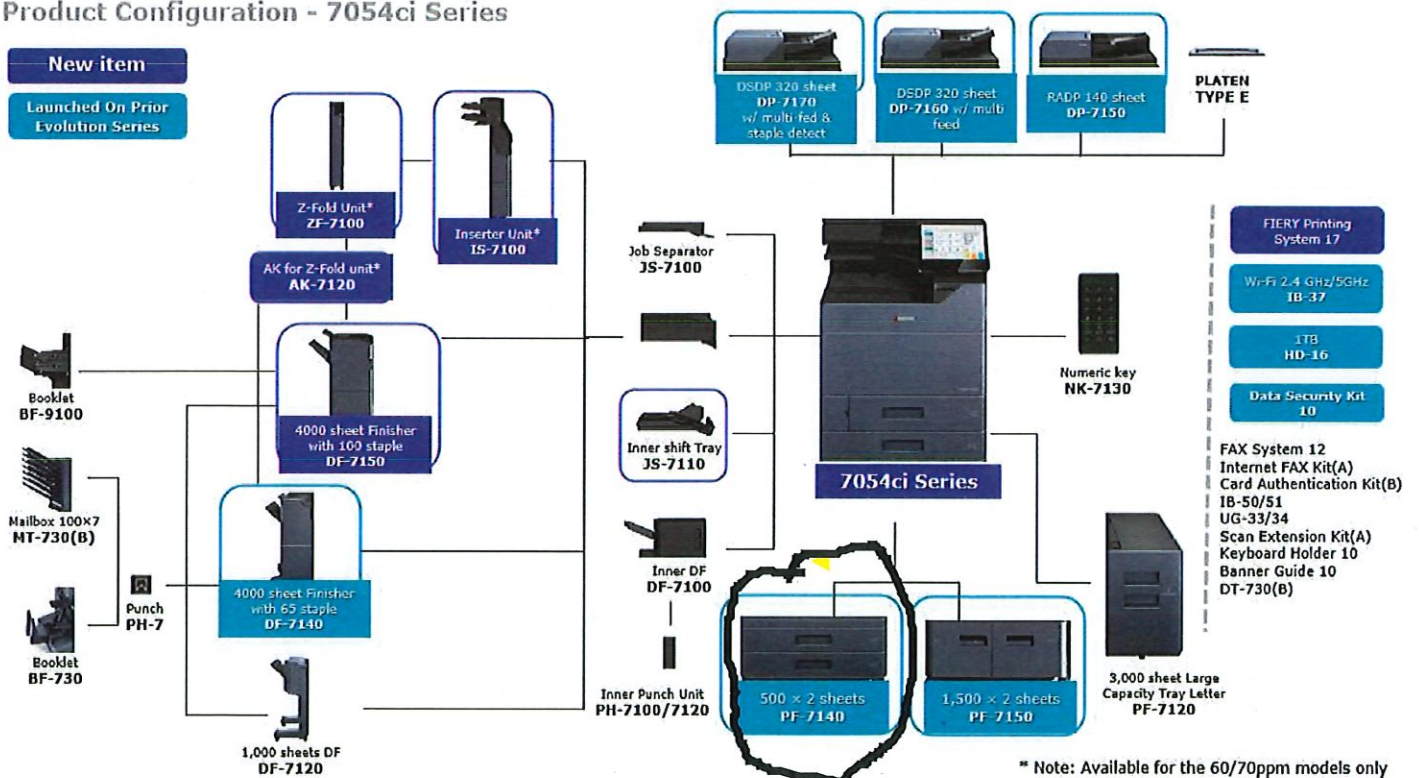 Product Configuration - 7054ci Series
New item
Launched On Prior
Evolution Series
DSDP 320 sheet
DP-7170
w/ multi-fed &
staple detect
DSDP 320 sheet
DP-7160 w/ multi
feed
RADP 140 sheet
DP-7150
PLATEN
TYPE E
Z-Fold Unit*
ZF-7100
Inserter Unit*
IS-7100
AK for Z-Fold unit*
AK-7120
Booklet
BF-9100
4000 sheet Finisher
with 100 staple
DF-7150
Mailbox 100×7
MT-730(B)
Punch
PH-7
4000 sheet Finisher
with 65 staple
DF-7140
Booklet
BF-730
1,000 sheets DF
DF-7120
Job Separator
JS-7100
Inner shift Tray
JS-7110
Inner DF
DF-7100
Inner Punch Unit
PH-7100/7120
7054ci Series
Numeric key
NK-7130
500 × 2 sheets
PF-7140
1,500 × 2 sheets
PF-7150
3,000 sheet Large
Capacity Tray Letter
PF-7120
FIERY Printing
System 17
Wi-Fi 2.4 GHz/5GHz
IB-37
1TB
HD-16
Data Security Kit
10
FAX System 12
Internet FAX Kit(A)
Card Authentication Kit(B)
IB-50/51
UG-33/34
Scan Extension Kit(A)
Keyboard Holder 10
Banner Guide 10
DT-730(B)
* Note: Available for the 60/70ppm models only